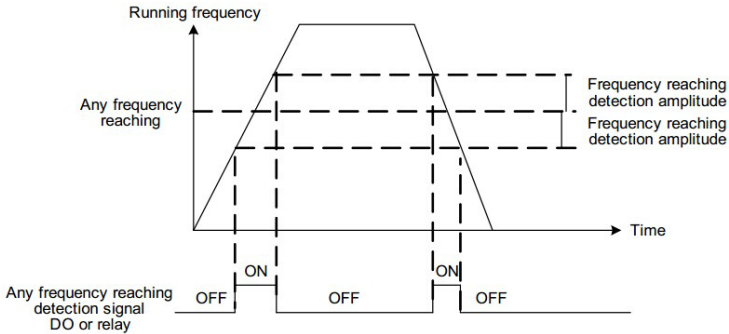 Running frequency
Any frequency
reaching
Frequency reaching
detection amplitude
Frequency reaching
detection amplitude
Time
ON
ON
Any frequency reaching
detection signal
DO or relay
OFF
OFF
OFF